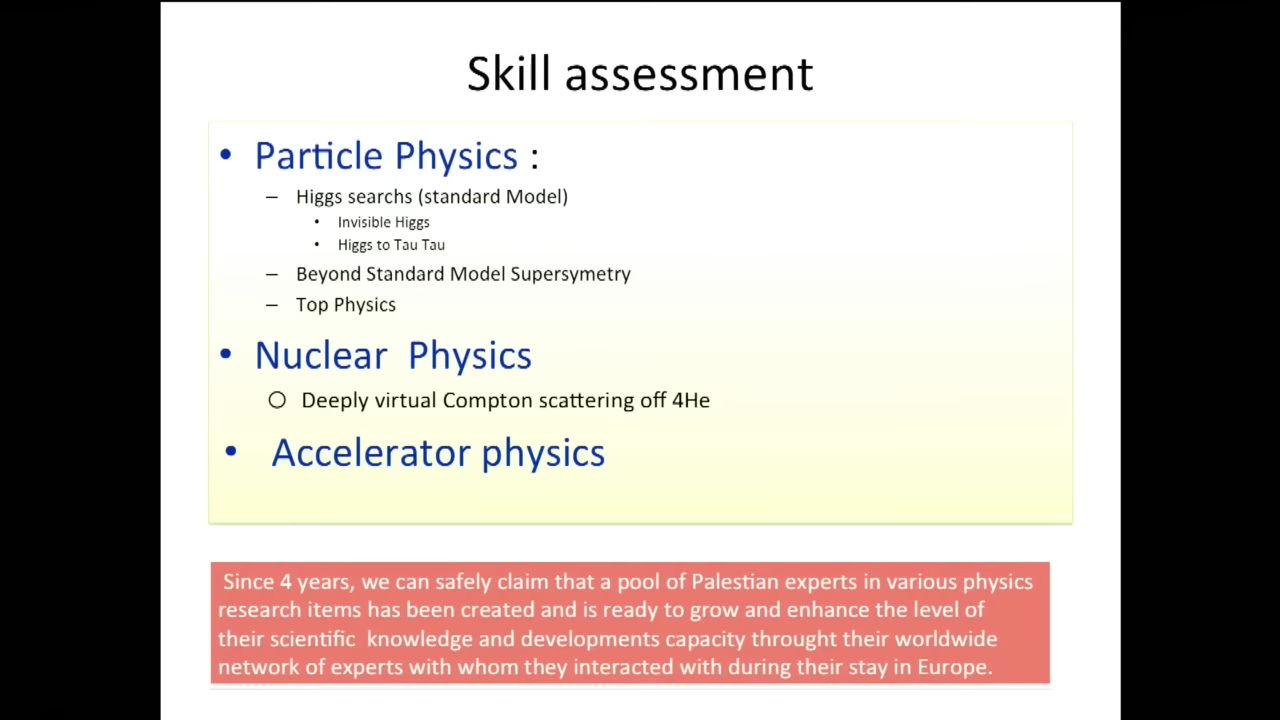 Skill assessment
• Particle Physics :
– Higgs searchs (standard Model)
• Invisible Higgs
• Higgs to Tau Tau
– Beyond Standard Model Supersymetry
– Top Physics
• Nuclear Physics
○ Deeply virtual Compton scattering off 4He
• Accelerator physics
Since 4 years, we can safely claim that a pool of Palestian experts in various physics
research items has been created and is ready to grow and enhance the level of
their scientific knowledge and developments capacity throught their worldwide
network of experts with whom they interacted with during their stay in Europe.